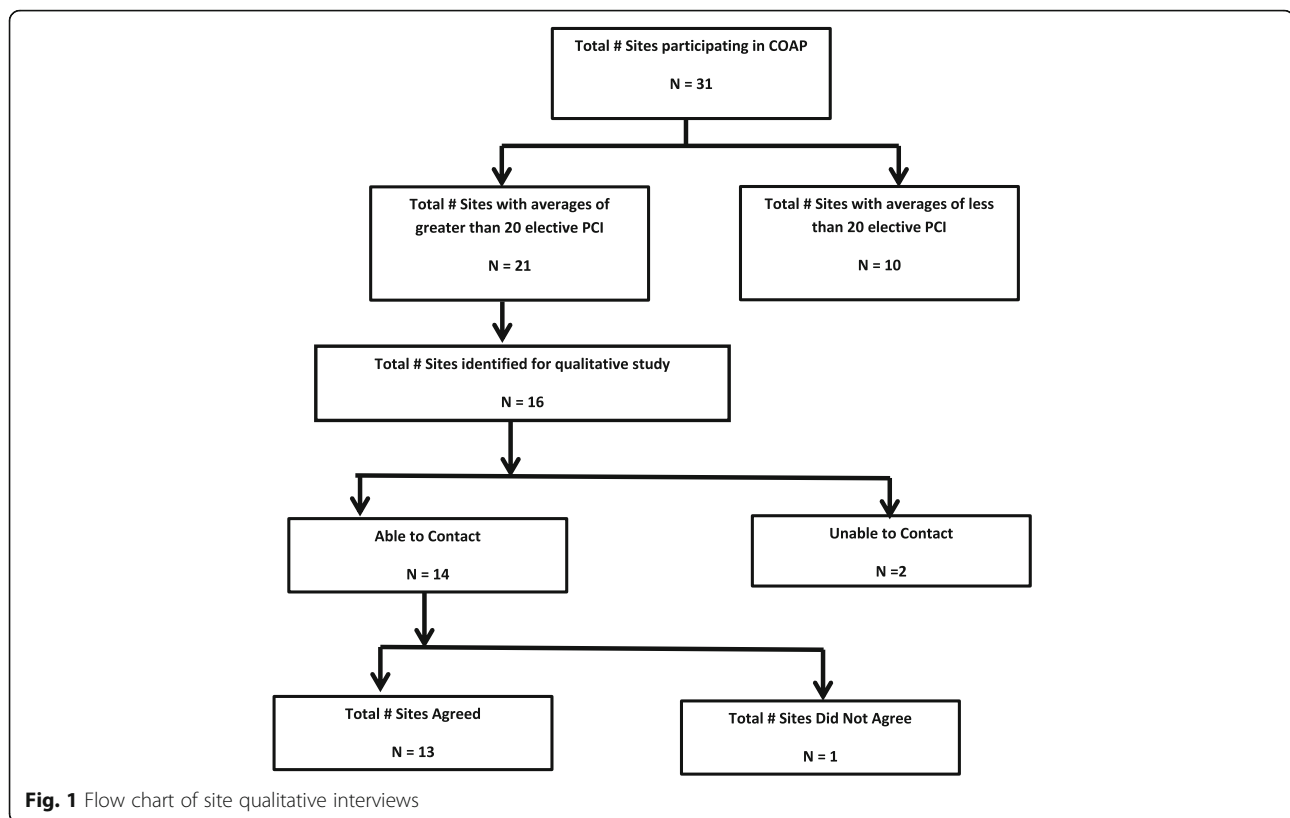 Total # Sites participating in COAP
N = 31
Total # Sites with averages of
greater than 20 elective PCI
N = 21
Total # Sites with averages of less
than 20 elective PCI
N = 10
Total # Sites identified for qualitative study
N = 16
Able to Contact
N = 14
Unable to Contact
N =2
Total # Sites Agreed
N = 13
Total # Sites Did Not Agree
N = 1
Fig. 1 Flow chart of site qualitative interviews